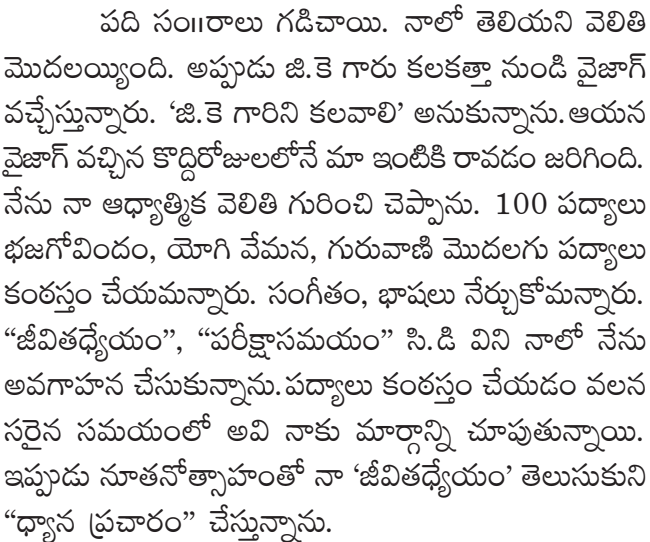 పది సం॥రాలు గడిచాయి. నాలో తెలియని వెలితి
మొదలయ్యింది. అప్పుడు జి.కె గారు కలకత్తా నుండి వైజాగ్
వచ్చేస్తున్నారు. ‘జి.కె గారిని కలవాలి’ అనుకున్నాను.ఆయన
వైజాగ్ వచ్చిన కొద్దిరోజులలోనే మా ఇంటికి రావడం జరిగింది.
నేను నా ఆధ్యాత్మిక వెలితి గురించి చెప్పాను. 100 పద్యాలు
భజగోవిందం, యోగి వేమన, గురువాణి మొదలగు పద్యాలు
కంఠస్తం చేయమన్నారు. సంగీతం, భాషలు నేర్చుకోమన్నారు.
“జీవితధ్యేయం”, “పరీక్షాసమయం” సి.డి విని నాలో నేను
అవగాహన చేసుకున్నాను.పద్యాలు కంఠస్తం చేయడం వలన
సరైన సమయంలో అవి నాకు మార్గాన్ని చూపుతున్నాయి.
ఇప్పుడు నూతనోత్సాహంతో నా ‘జీవితధ్యేయం’ తెలుసుకుని
“ధ్యాన ప్రచారం” చేస్తున్నాను.